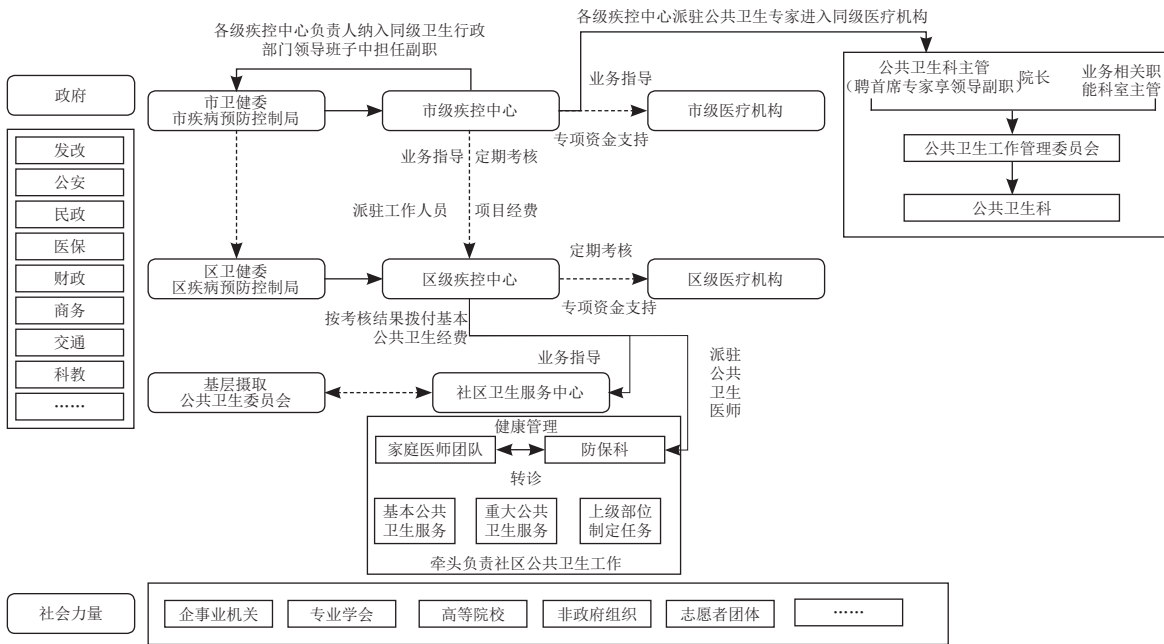 各级疾控中心派驻公共卫生专家进入同级医疗机构
各级疾控中心负责人纳入同级卫生行政
部门领导班子中担任副职
政府
发改
公安
民政
医保
财政
商务
交通
科教
……
市卫健委
市疾病预防控制局
市级疾控中心
业务指导
专项资金支持
市级医疗机构
公共卫生科主管
（聘首席专家享领导副职）
院长
业务相关职
能科室主管
公共卫生工作管理委员会
公共卫生科
业务指导
定期考核
派驻工作人员
项目经费
区卫健委
区疾病预防控制局
区级疾控中心
定期考核
专项资金支持
区级医疗机构
按考核结果拨付基本
公共卫生经费
业务指导
派驻
公共
卫生
医师
基层摄取
公共卫生委员会
社区卫生服务中心
健康管理
家庭医师团队
防保科
转诊
基本公共
卫生服务
重大公共
卫生服务
上级部位
制定任务
牵头负责社区公共卫生工作
社会力量
企事业机关
专业学会
高等院校
非政府组织
志愿者团体
……